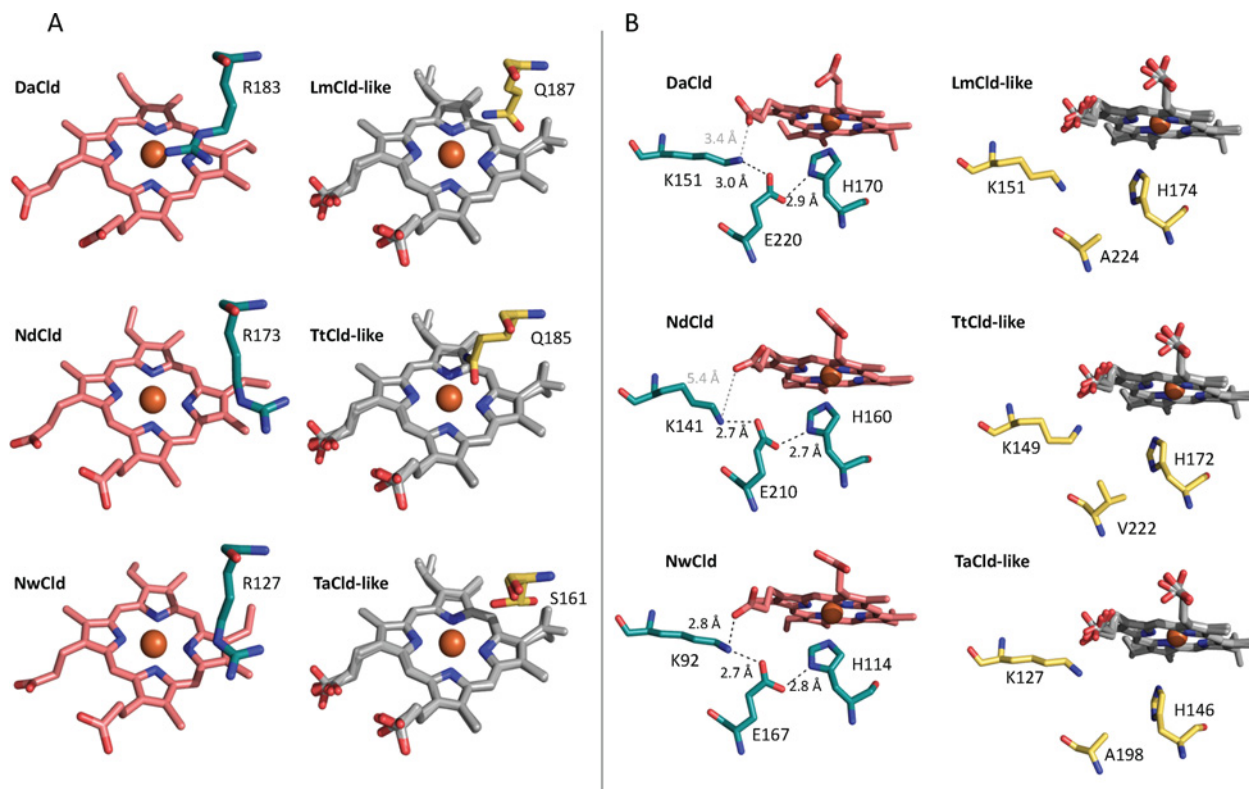 A
DaCld
R183
LmCld-like
Q187
NdCld
R173
TtCld-like
Q185
NwCld
R127
TaCld-like
S161
B
DaCld
3.4 Å
K151
3.0 Å
H170
2.9 Å
E220
LmCld-like
K151
H174
A224
NdCld
5.4 Å
K141
2.7 Å
H160
2.7 Å
E210
TtCld-like
K149
H172
V222
NwCld
2.8 Å
K92
2.7 Å
H114
2.8 Å
E167
TaCld-like
K127
H146
A198